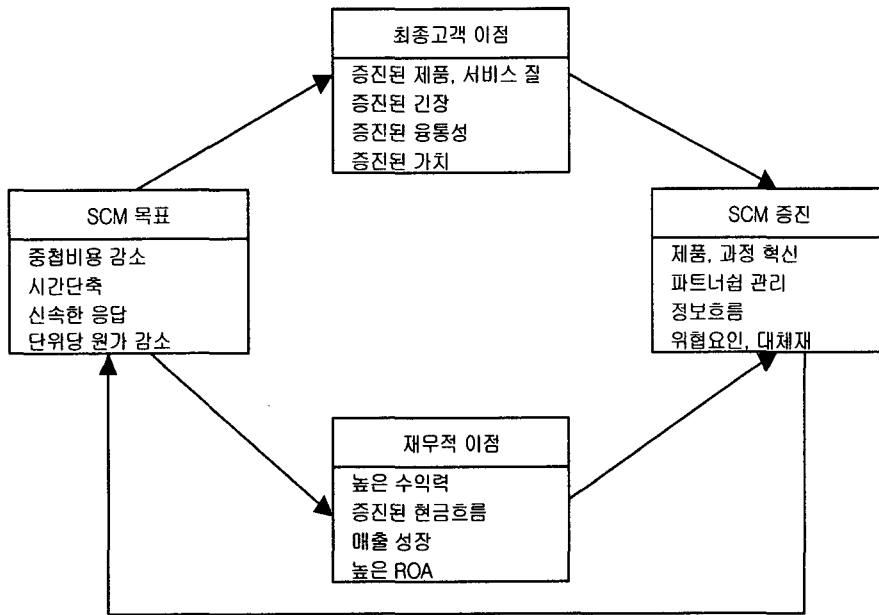 최종고객 이점
증진된 제품, 서비스 질
증진된 긴장
증진된 융통성
증진된 가치
SCM 목표
중첩비용 감소
시간단축
신속한 응답
단위당 원가 감소
SCM 증진
제품, 과정 혁신
파트너쉽 관리
정보흐름
위협요인, 대체재
재무적 이점
높은 수익력
증진된 현금흐름
매출 성장
높은 ROA